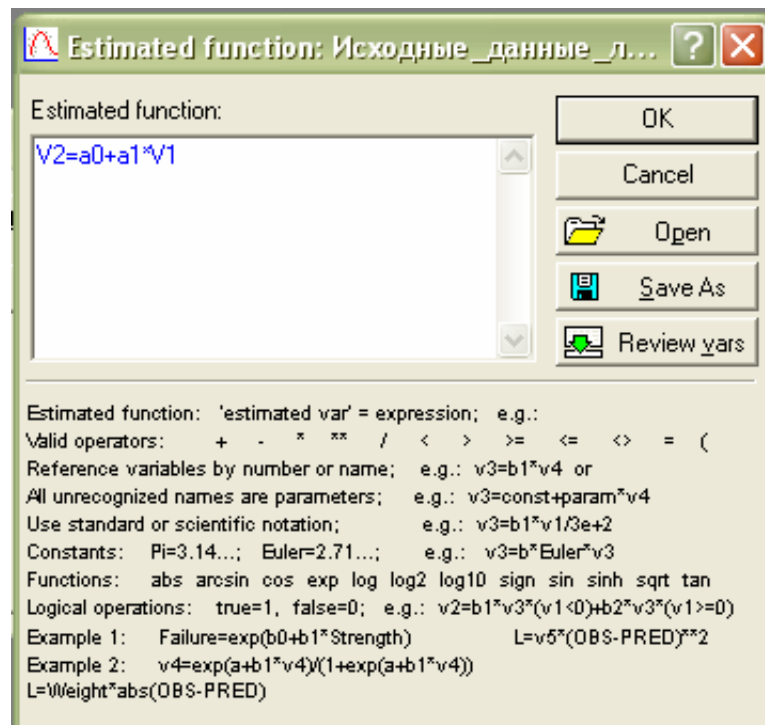 Estimated function: Исходные_данные_л...
Estimated function:
V2=a0+a1*V1
OK
Cancel
Open
Save As
Review vars
Estimated function: 'estimated var' = expression; e.g.:
Valid operators: + - * ** / < > >= <= <> = (
Reference variables by number or name; e.g.: v3=b1*v4 or
All unrecognized names are parameters; e.g.: v3=const+param*v4
Use standard or scientific notation; e.g.: v3=b1*v1/3e+2
Constants: Pi=3.14...; Euler=2.71...; e.g.: v3=b*Euler*v3
Functions: abs arcsin cos exp log log2 log10 sign sin sinh sqrt tan
Logical operations: true=1, false=0; e.g.: v2=b1*v3*(v1<0)+b2*v3*(v1>=0)
Example 1: Failure=exp(b0+b1*Strength) L=v5*(OBS-PRED)**2
Example 2: v4=exp(a+b1*v4)/(1+exp(a+b1*v4))
L=Weight*abs(OBS-PRED)